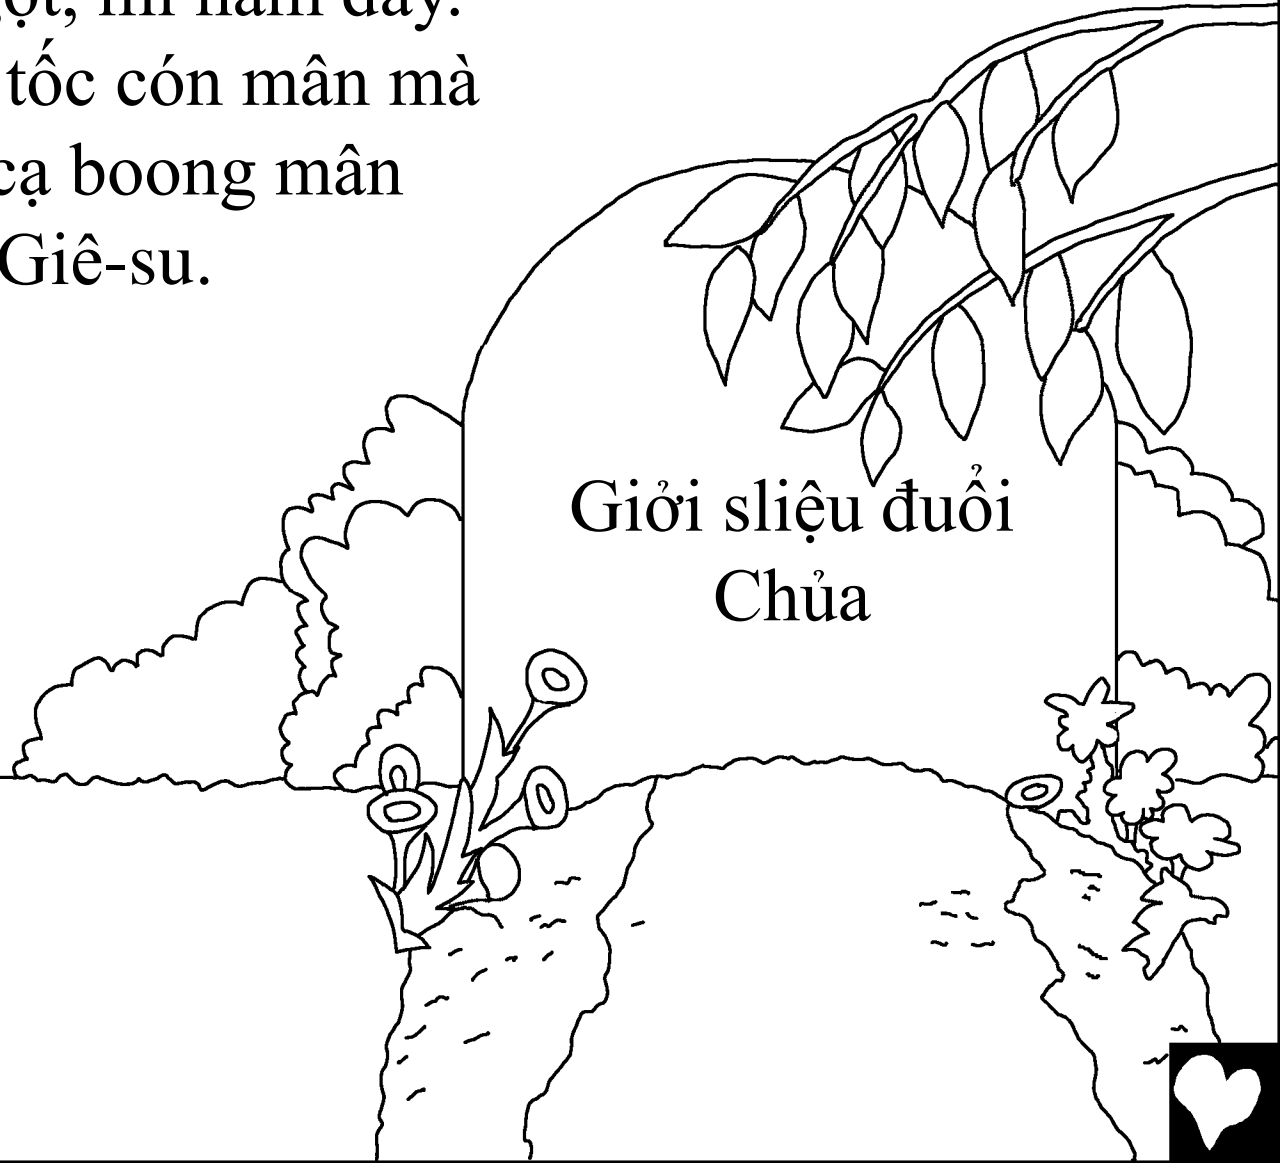 tốc cón mân mà
cạ boong mân
Giê-su.
Giởi sliệu đuổi
Chủa